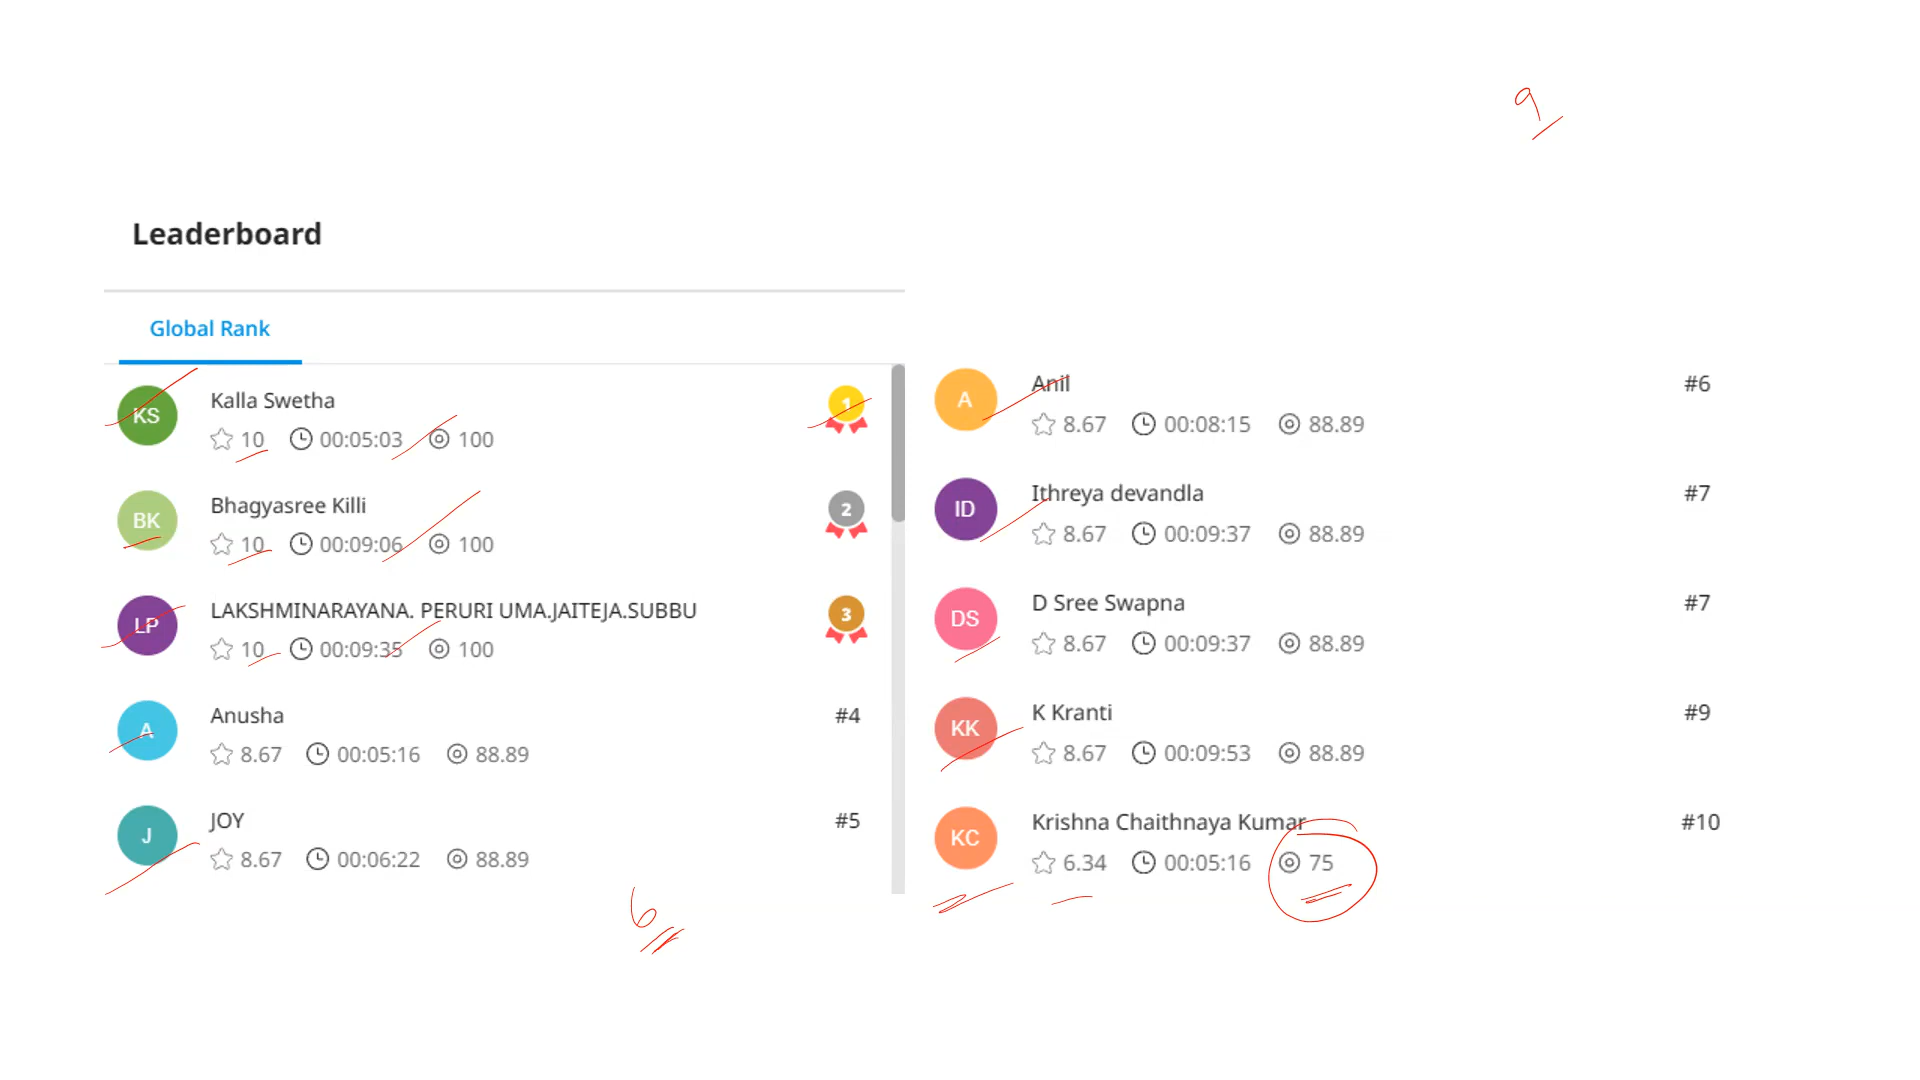 9
Leaderboard
Global Rank
KS Kalla Swetha 1
10 00:05:03 100
BK Bhagyasree Killi 2
10 00:09:06 100
LP LAKSHMINARAYANA. PERURI UMA.JAITEJA.SUBBU 3
10 00:09:35 100
A Anusha #4
8.67 00:05:16 88.89
J JOY #5
8.67 00:06:22 88.89
A Anil #6
8.67 00:08:15 88.89
ID Ithreya devandla #7
8.67 00:09:37 88.89
DS D Sree Swapna #7
8.67 00:09:37 88.89
KK K Kranti #9
8.67 00:09:53 88.89
KC Krishna Chaithnaya Kumar #10
6.34 00:05:16 75
6